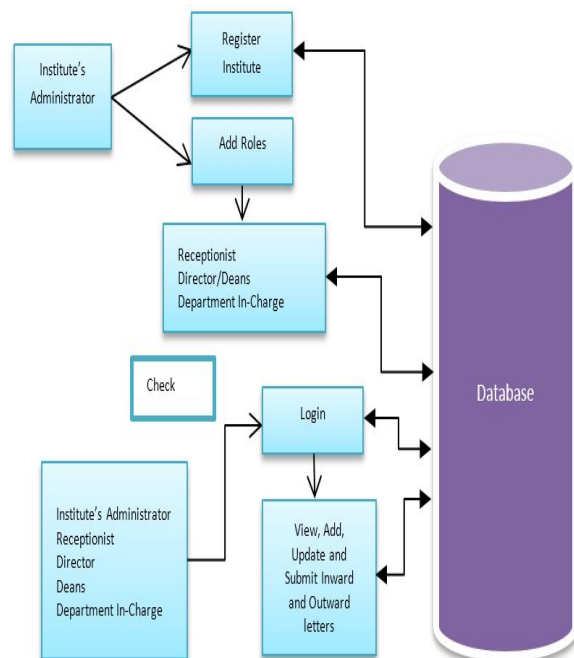 Institute's
Administrator
Register
Institute
Add Roles
Receptionist
Director/Deans
Department In-Charge
Check
Login
Database
Institute's Administrator
Receptionist
Director
Deans
Department In-Charge
View, Add,
Update and
Submit Inward
and Outward
letters